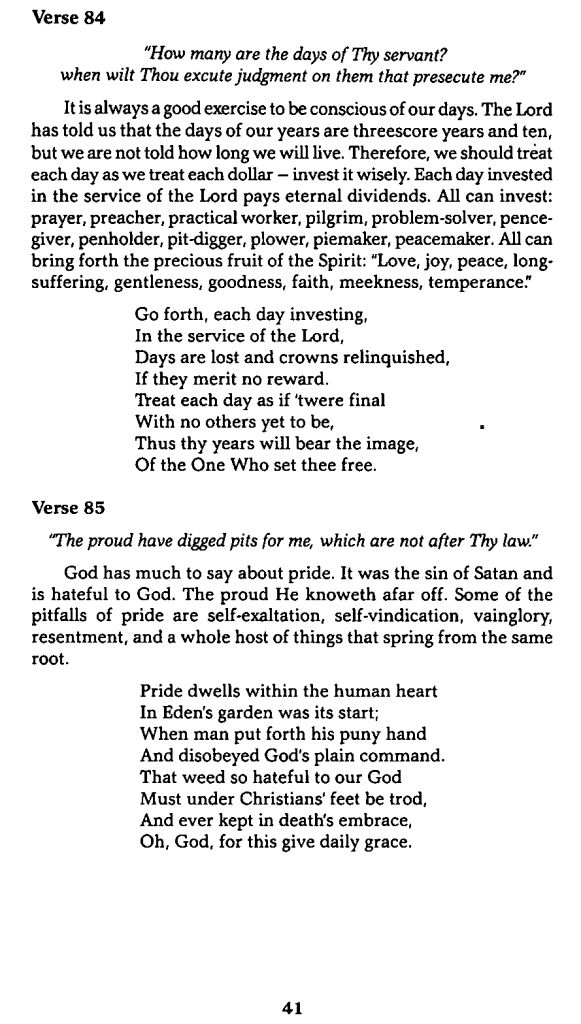 Verse 84
"How many are the days of Thy servant?
when wilt Thou excute judgment on them that presecute me?"
It is always a good exercise to be conscious of our days. The Lord
has told us that the days of our years are threescore years and ten,
but we are not told how long we will live. Therefore, we should treat
each day as we treat each dollar – invest it wisely. Each day invested
in the service of the Lord pays eternal dividends. All can invest:
prayer, preacher, practical worker, pilgrim, problem-solver, pence-
giver, penholder, pit-digger, plower, piemaker, peacemaker. All can
bring forth the precious fruit of the Spirit: "Love, joy, peace, long-
suffering, gentleness, goodness, faith, meekness, temperance."
Go forth, each day investing,
In the service of the Lord,
Days are lost and crowns relinquished,
If they merit no reward.
Treat each day as if 'twere final
With no others yet to be,
Thus thy years will bear the image,
Of the One Who set thee free.
Verse 85
"The proud have digged pits for me, which are not after Thy law."
God has much to say about pride. It was the sin of Satan and
is hateful to God. The proud He knoweth afar off. Some of the
pitfalls of pride are self-exaltation, self-vindication, vainglory,
resentment, and a whole host of things that spring from the same
root.
Pride dwells within the human heart
In Eden's garden was its start;
When man put forth his puny hand
And disobeyed God's plain command.
That weed so hateful to our God
Must under Christians' feet be trod,
And ever kept in death's embrace,
Oh, God, for this give daily grace.
41